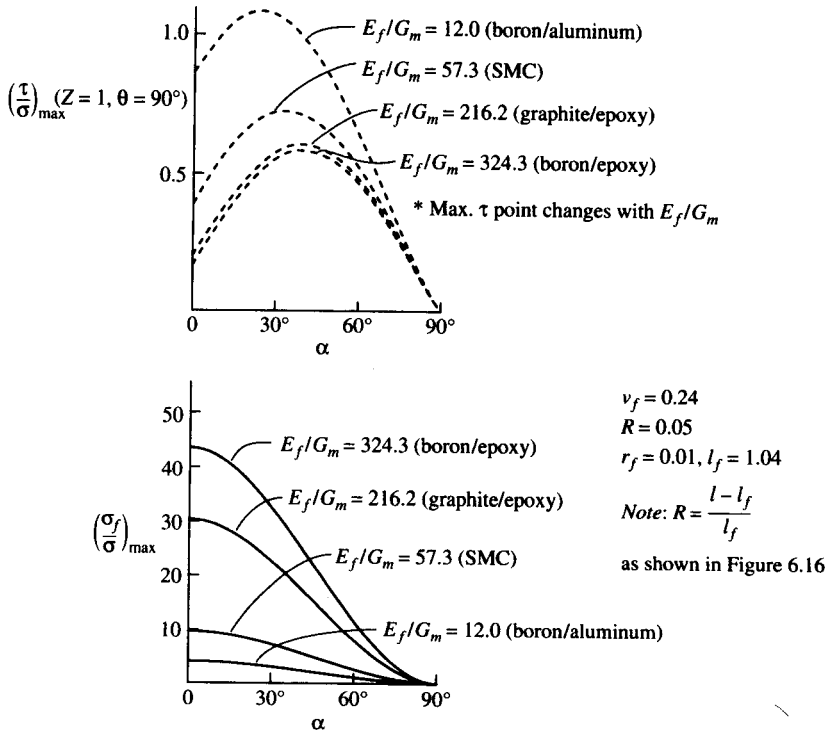 1.0
E_f/G_m = 12.0 (boron/aluminum)
E_f/G_m = 57.3 (SMC)
(τ/σ)_max (Z = 1, θ = 90°)
E_f/G_m = 216.2 (graphite/epoxy)
0.5
E_f/G_m = 324.3 (boron/epoxy)
* Max. τ point changes with E_f/G_m
0 30° 60° 90°
α
50
ν_f = 0.24
R = 0.05
40
E_f/G_m = 324.3 (boron/epoxy)
r_f = 0.01, l_f = 1.04
E_f/G_m = 216.2 (graphite/epoxy)
Note: R = (l − l_f)/l_f
30
(σ_f/σ)_max
E_f/G_m = 57.3 (SMC)
as shown in Figure 6.16
20
E_f/G_m = 12.0 (boron/aluminum)
10
0 30° 60° 90°
α